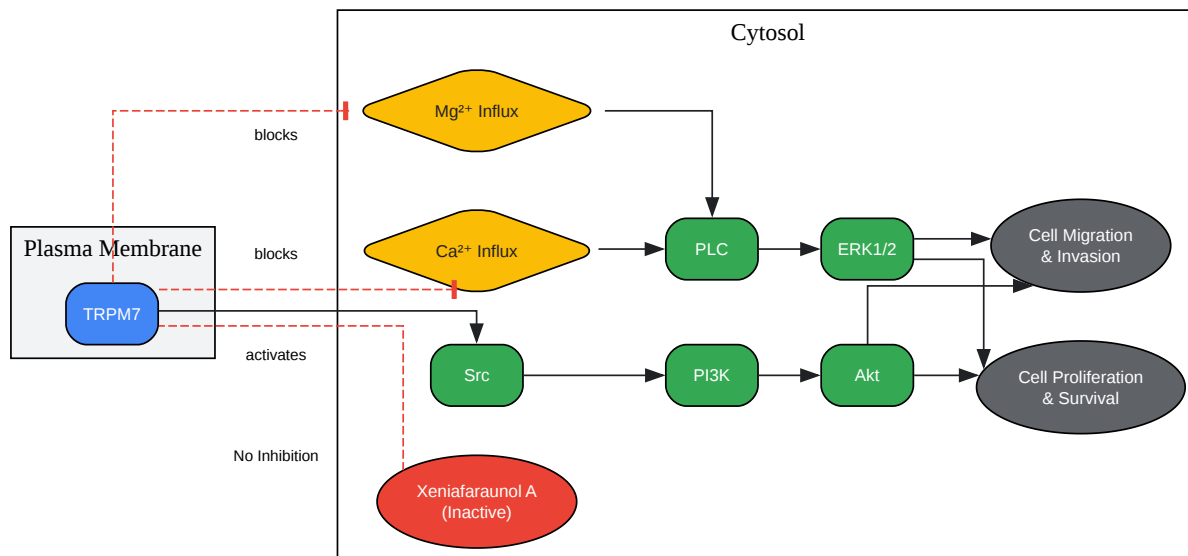 Cytosol
Mg²⁺ Influx
blocks
Plasma Membrane
TRPM7
blocks
Ca²⁺ Influx
PLC
ERK1/2
Cell Migration
& Invasion
activates
Src
PI3K
Akt
Cell Proliferation
& Survival
No Inhibition
Xeniafaraunol A
(Inactive)